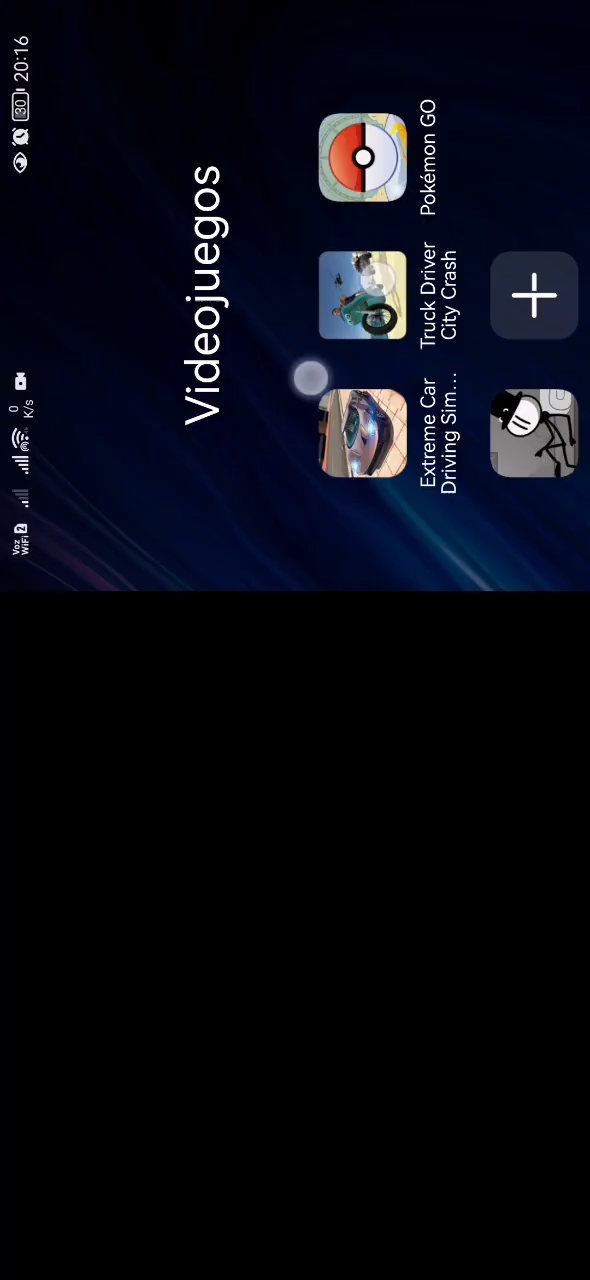 Voz
WiFi 2
0
K/s
30
20:16
Videojuegos
Extreme Car
Driving Sim...
Truck Driver
City Crash
Pokémon GO